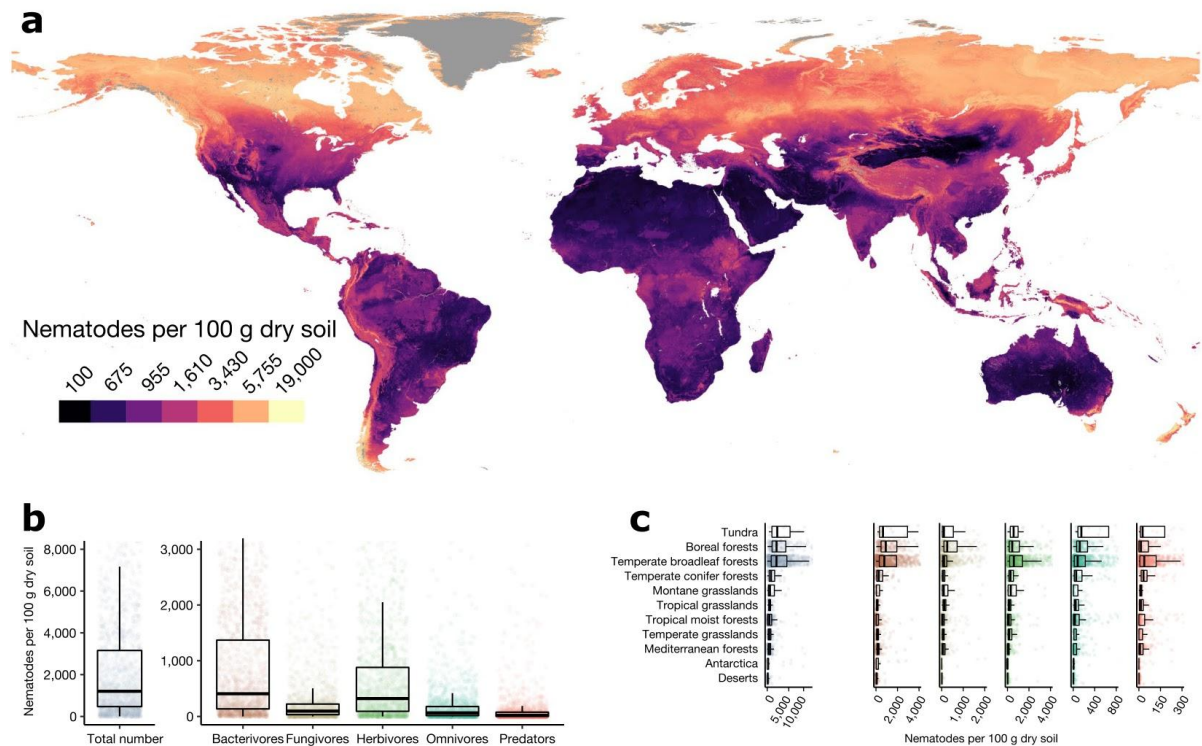 a
Nematodes per 100 g dry soil
100 675 955 1,610 3,430 5,755 19,000
b
Nematodes per 100 g dry soil
8,000
6,000
4,000
2,000
0
Total number
3,000
2,000
1,000
0
Bacterivores Fungivores Herbivores Omnivores Predators
c
Tundra
Boreal forests
Temperate broadleaf forests
Temperate conifer forests
Montane grasslands
Tropical grasslands
Tropical moist forests
Temperate grasslands
Mediterranean forests
Antarctica
Deserts
5,000 10,000 0 2,000 4,000 0 1,000 2,000 0 2,000 4,000 0 400 800 0 150 300
Nematodes per 100 g dry soil